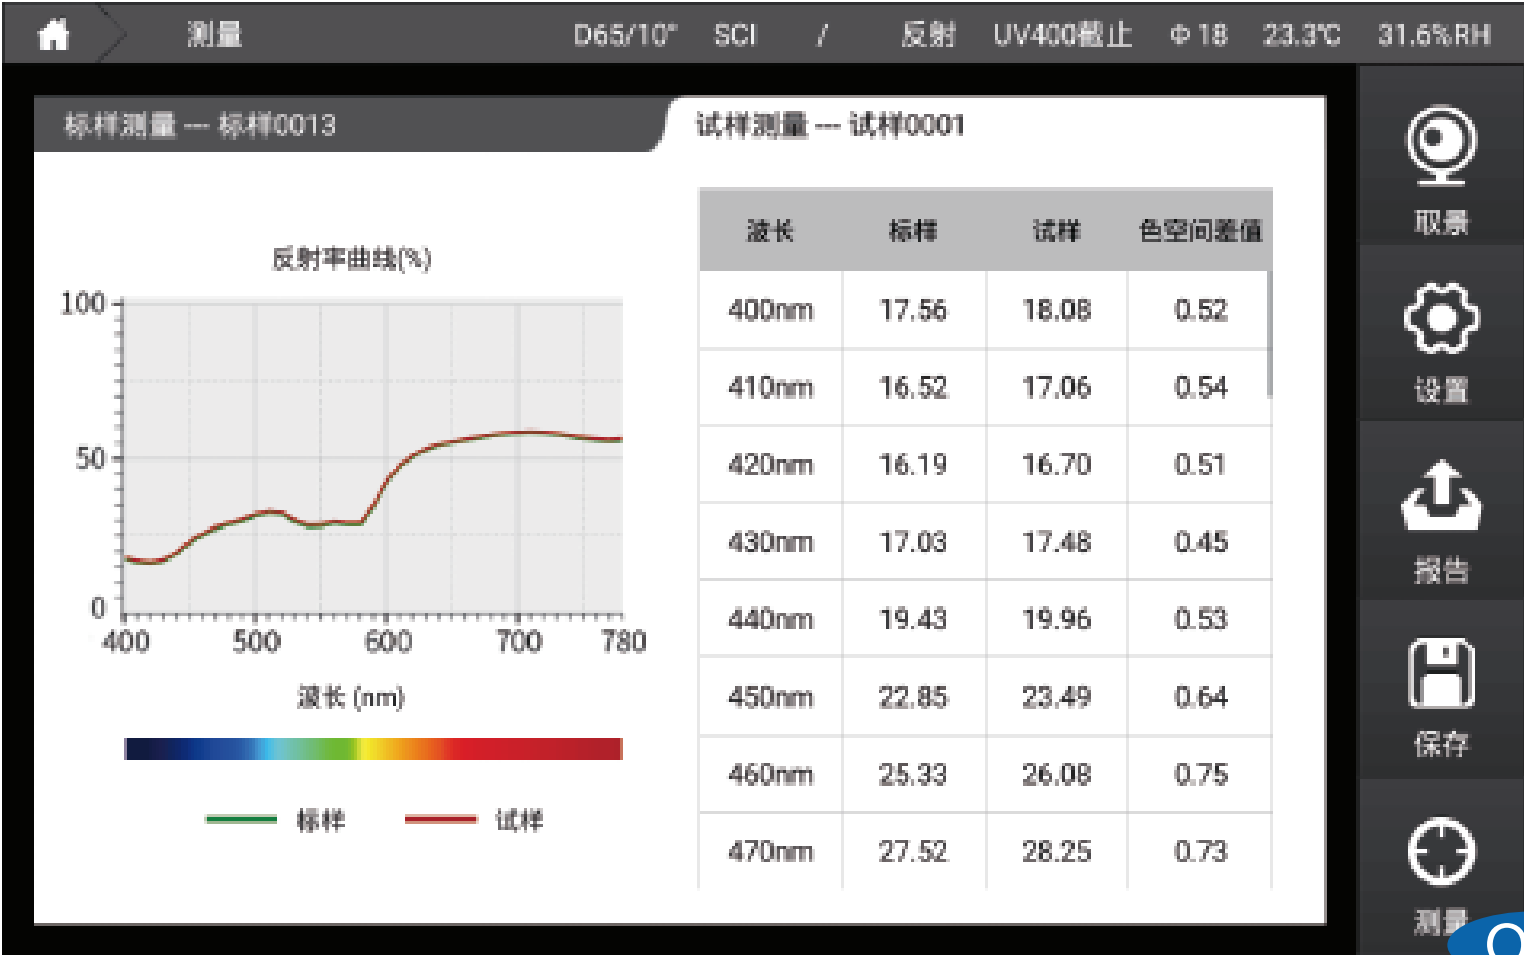 测量 D65/10° SCI / 反射 UV400截止 Φ 18 23.3℃ 31.6%RH
标样测量 --- 标样0013
试样测量 --- 试样0001
反射率曲线(%)
100
50
0
400 500 600 700 780
波长 (nm)
标样 试样
波长 标样 试样 色空间差值
400nm 17.56 18.08 0.52
410nm 16.52 17.06 0.54
420nm 16.19 16.70 0.51
430nm 17.03 17.48 0.45
440nm 19.43 19.96 0.53
450nm 22.85 23.49 0.64
460nm 25.33 26.08 0.75
470nm 27.52 28.25 0.73
取景
设置
报告
保存
测量